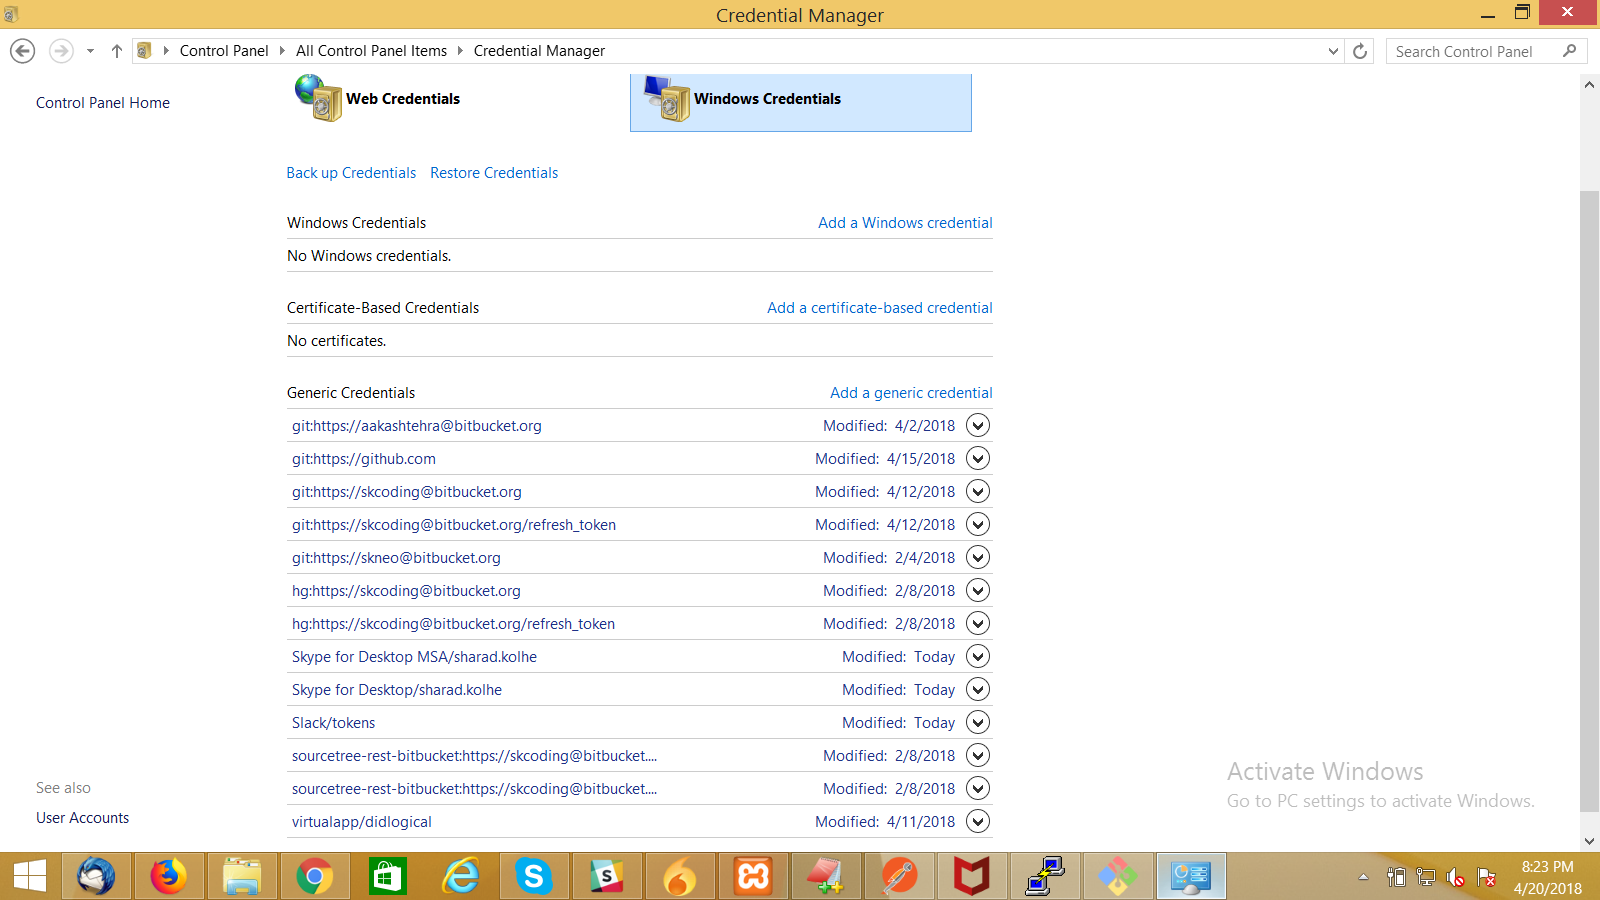 Credential Manager
Control Panel All Control Panel Items Credential Manager
Search Control Panel
Control Panel Home
Web Credentials
Windows Credentials
Back up Credentials Restore Credentials
Windows Credentials Add a Windows credential
No Windows credentials.
Certificate-Based Credentials Add a certificate-based credential
No certificates.
Generic Credentials Add a generic credential
git:https://aakashtehra@bitbucket.org Modified: 4/2/2018
git:https://github.com Modified: 4/15/2018
git:https://skcoding@bitbucket.org Modified: 4/12/2018
git:https://skcoding@bitbucket.org/refresh_token Modified: 4/12/2018
git:https://skneo@bitbucket.org Modified: 2/4/2018
hg:https://skcoding@bitbucket.org Modified: 2/8/2018
hg:https://skcoding@bitbucket.org/refresh_token Modified: 2/8/2018
Skype for Desktop MSA/sharad.kolhe Modified: Today
Skype for Desktop/sharad.kolhe Modified: Today
Slack/tokens Modified: Today
sourcetree-rest-bitbucket:https://skcoding@bitbucket.... Modified: 2/8/2018
sourcetree-rest-bitbucket:https://skcoding@bitbucket.... Modified: 2/8/2018
virtualapp/didlogical Modified: 4/11/2018
See also
User Accounts
Activate Windows
Go to PC settings to activate Windows.
8:23 PM
4/20/2018